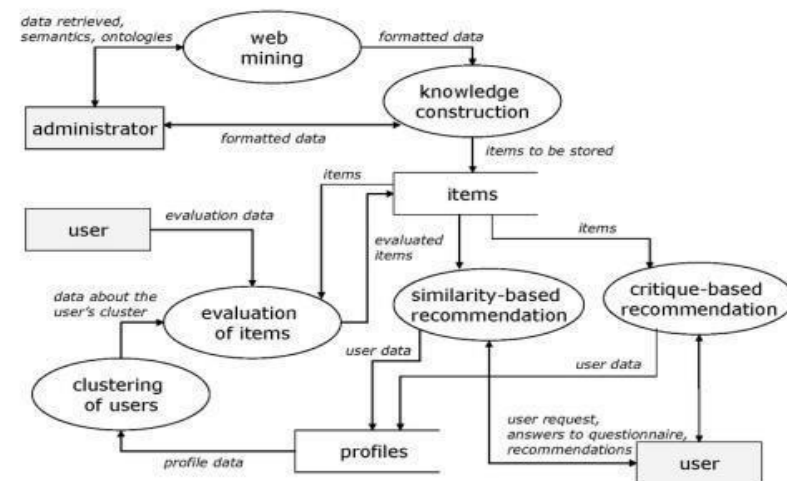 data retrieved,
semantics, ontologies
web
mining
formatted data
knowledge
construction
administrator
formatted data
items to be stored
items
items
user
evaluation data
evaluated
items
items
data about the
user's cluster
evaluation
of items
similarity-based
recommendation
critique-based
recommendation
user data
user data
clustering
of users
profile data
profiles
user request,
answers to questionnaire,
recommendations
user